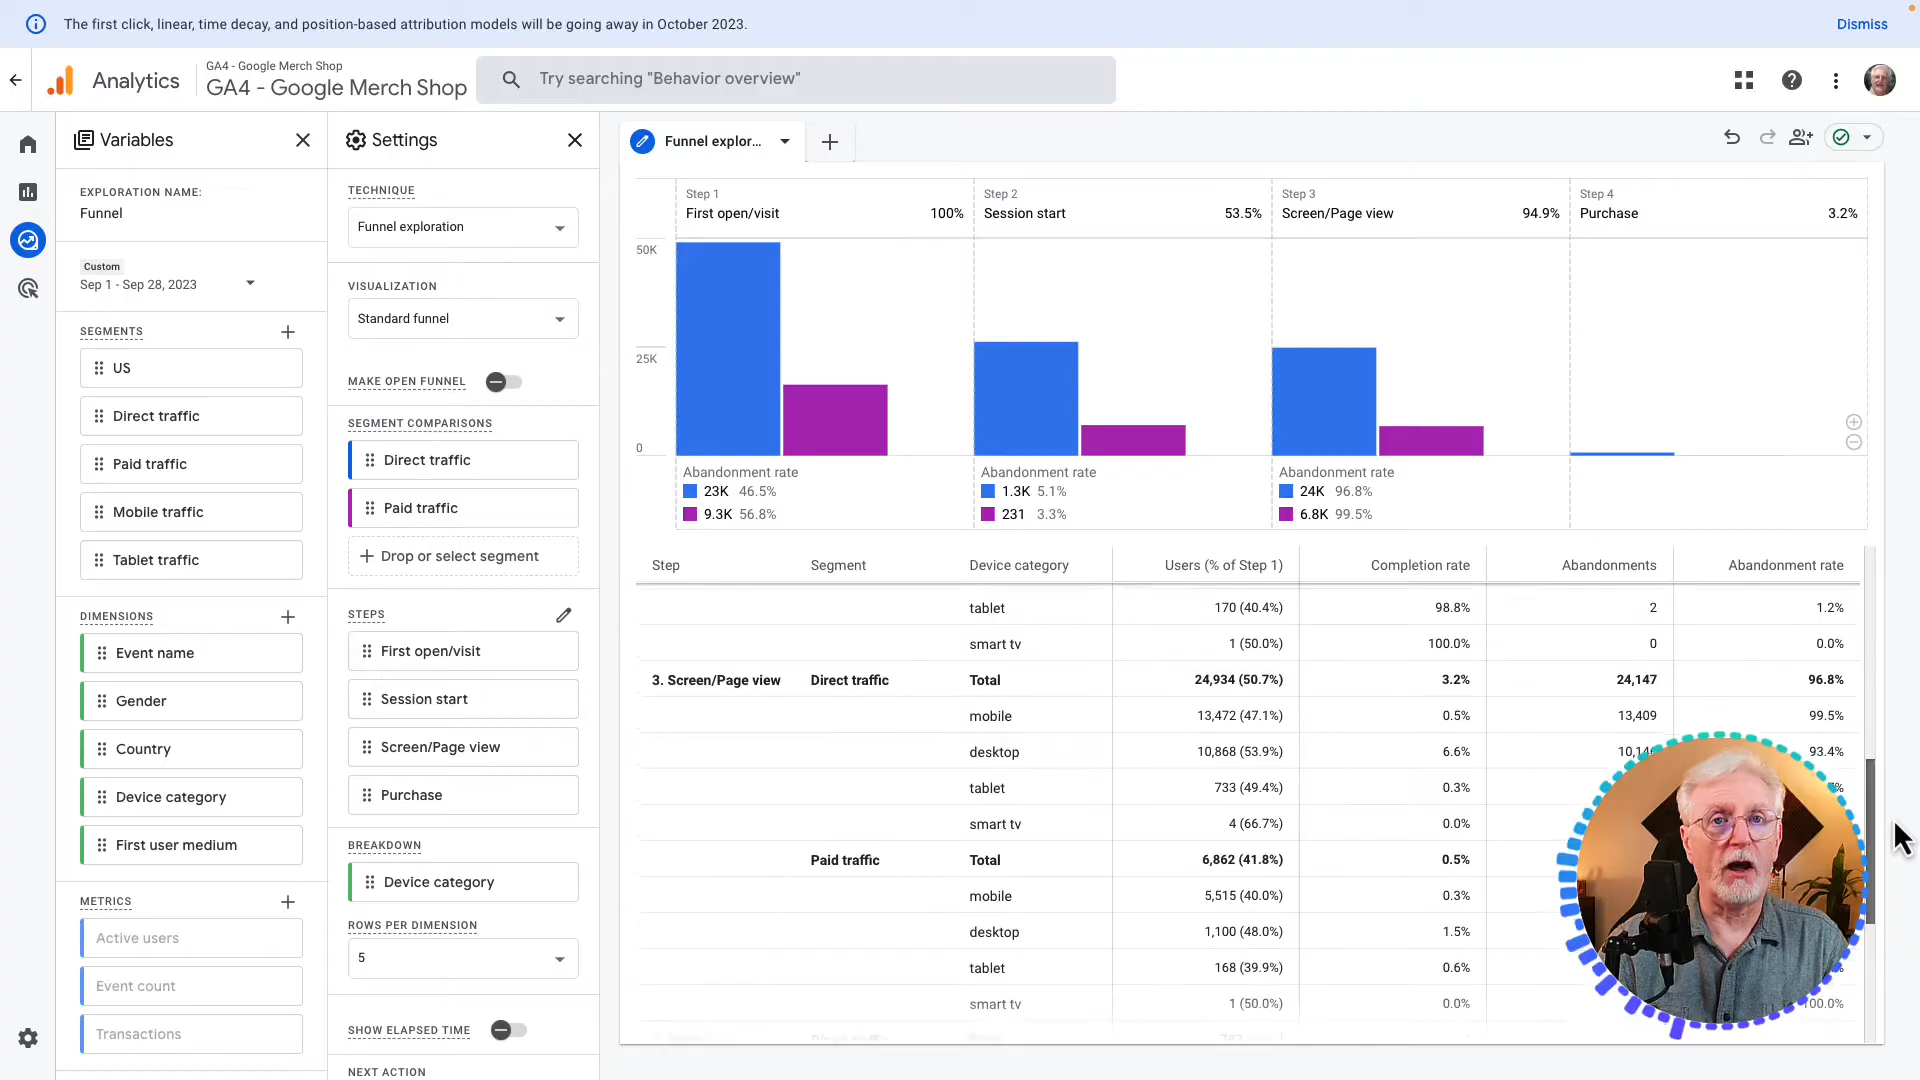 The first click, linear, time decay, and position-based attribution models will be going away in October 2023.
Dismiss
Analytics
GA4 - Google Merch Shop
GA4 - Google Merch Shop
Try searching "Behavior overview"
Variables
EXPLORATION NAME:
Funnel
Custom
Sep 1 - Sep 28, 2023
SEGMENTS
US
Direct traffic
Paid traffic
Mobile traffic
Tablet traffic
DIMENSIONS
Event name
Gender
Country
Device category
First user medium
METRICS
Active users
Event count
Transactions
Settings
TECHNIQUE
Funnel exploration
VISUALIZATION
Standard funnel
MAKE OPEN FUNNEL
SEGMENT COMPARISONS
Direct traffic
Paid traffic
Drop or select segment
STEPS
First open/visit
Session start
Screen/Page view
Purchase
BREAKDOWN
Device category
ROWS PER DIMENSION
5
SHOW ELAPSED TIME
NEXT ACTION
Funnel explor...
Step 1 Step 2 Step 3 Step 4
First open/visit 100% Session start 53.5% Screen/Page view 94.9% Purchase 3.2%
50K
25K
0
Abandonment rate Abandonment rate Abandonment rate
23K 46.5% 1.3K 5.1% 24K 96.8%
9.3K 56.8% 231 3.3% 6.8K 99.5%
Step Segment Device category Users (% of Step 1) Completion rate Abandonments Abandonment rate
tablet 170 (40.4%) 98.8% 2 1.2%
smart tv 1 (50.0%) 100.0% 0 0.0%
3. Screen/Page view Direct traffic Total 24,934 (50.7%) 3.2% 24,147 96.8%
mobile 13,472 (47.1%) 0.5% 13,409 99.5%
desktop 10,868 (53.9%) 6.6% 93.4%
tablet 733 (49.4%) 0.3%
smart tv 4 (66.7%) 0.0%
Paid traffic Total 6,862 (41.8%) 0.5%
mobile 5,515 (40.0%) 0.3%
desktop 1,100 (48.0%) 1.5%
tablet 168 (39.9%) 0.6%
smart tv 1 (50.0%) 0.0%